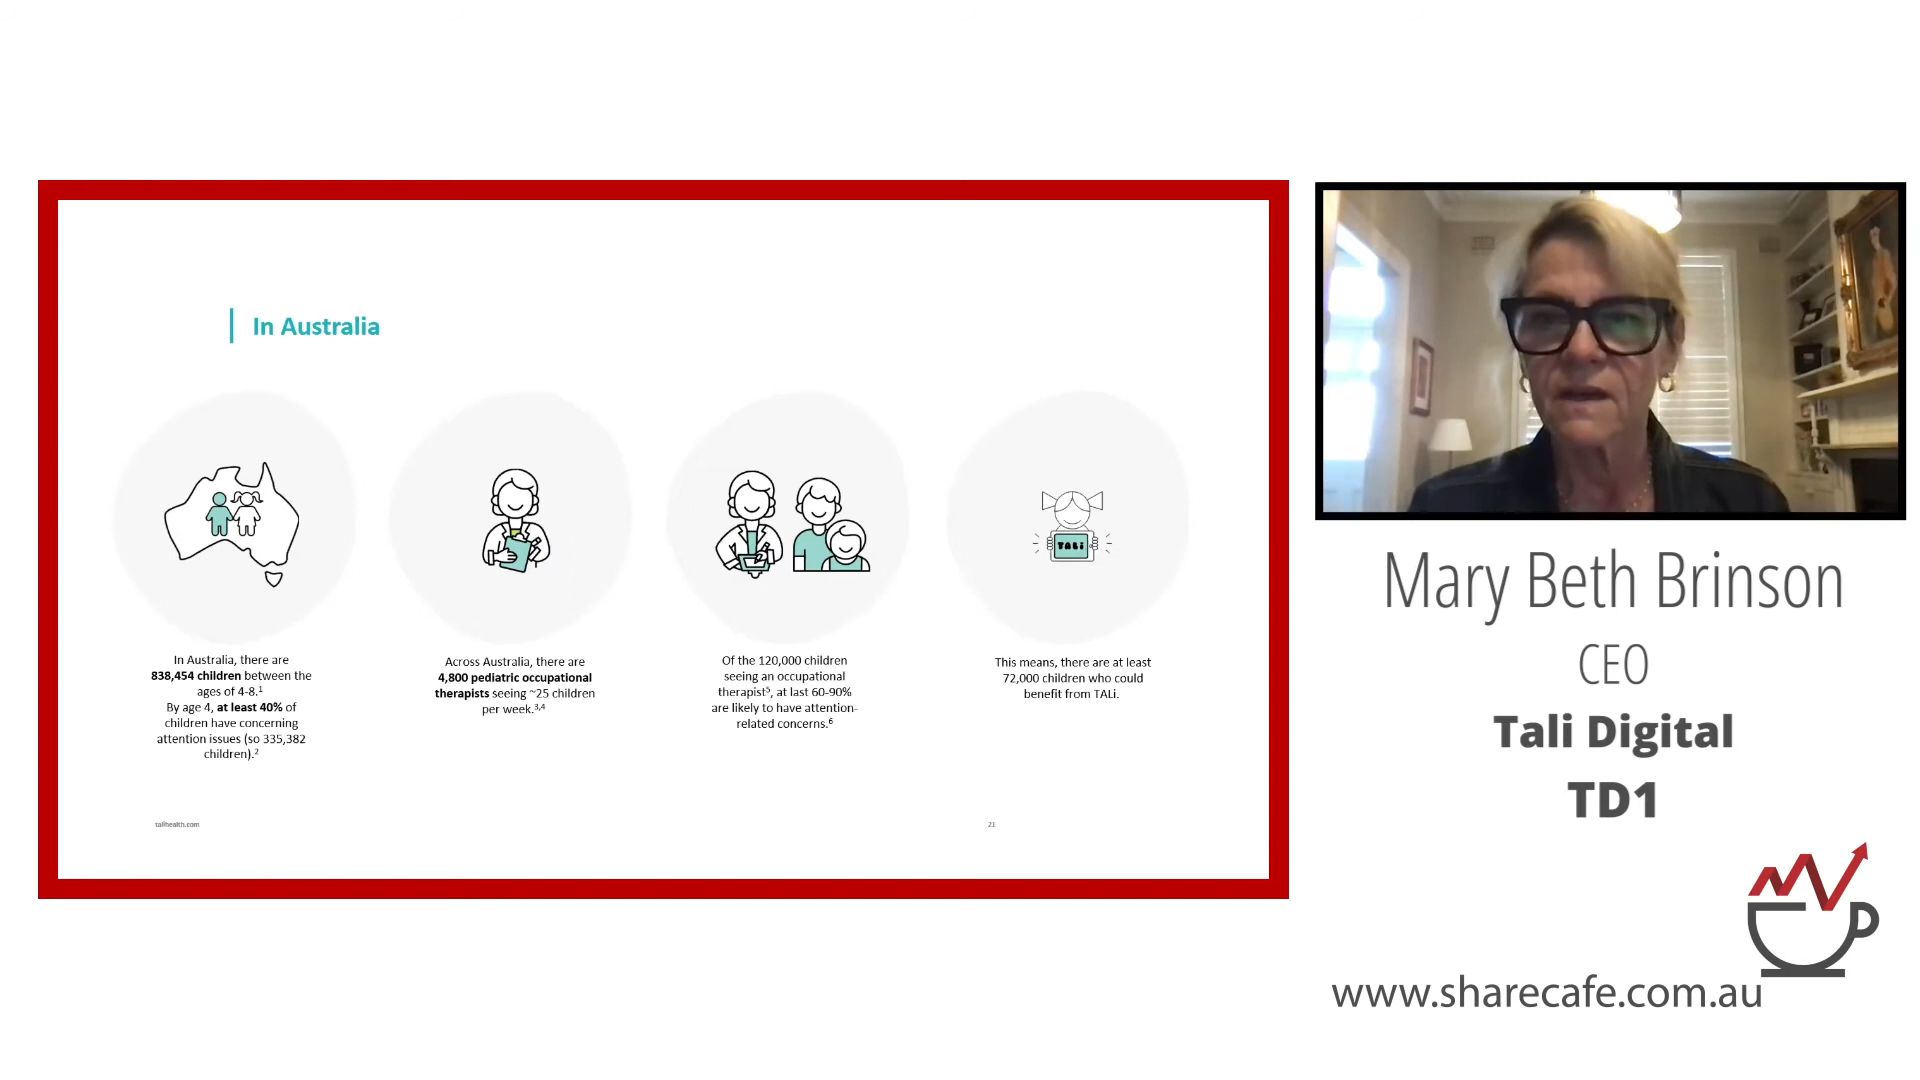 In Australia
TALi
In Australia, there are
838,454 children between the
ages of 4-8.¹
By age 4, at least 40% of
children have concerning
attention issues (so 335,382
children).²
Across Australia, there are
4,800 pediatric occupational
therapists seeing ~25 children
per week.³,⁴
Of the 120,000 children
seeing an occupational
therapist⁵, at last 60-90%
are likely to have attention-
related concerns.⁶
This means, there are at least
72,000 children who could
benefit from TALi.
talihealth.com
21
Mary Beth Brinson
CEO
Tali Digital
TD1
www.sharecafe.com.au